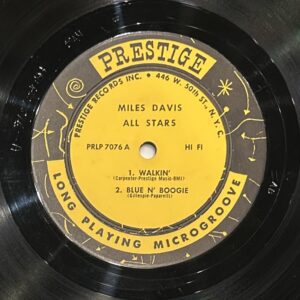 PRESTIGE
PRESTIGE RECORDS INC. • 446 W. 50th ST., N.Y.C.
MILES DAVIS
ALL STARS
PRLP 7076 A HI FI
1. WALKIN'
(Carpenter-Prestige Music-BMI)
2. BLUE N' BOOGIE
(Gillespie-Paparelli)
LONG PLAYING MICROGROOVE